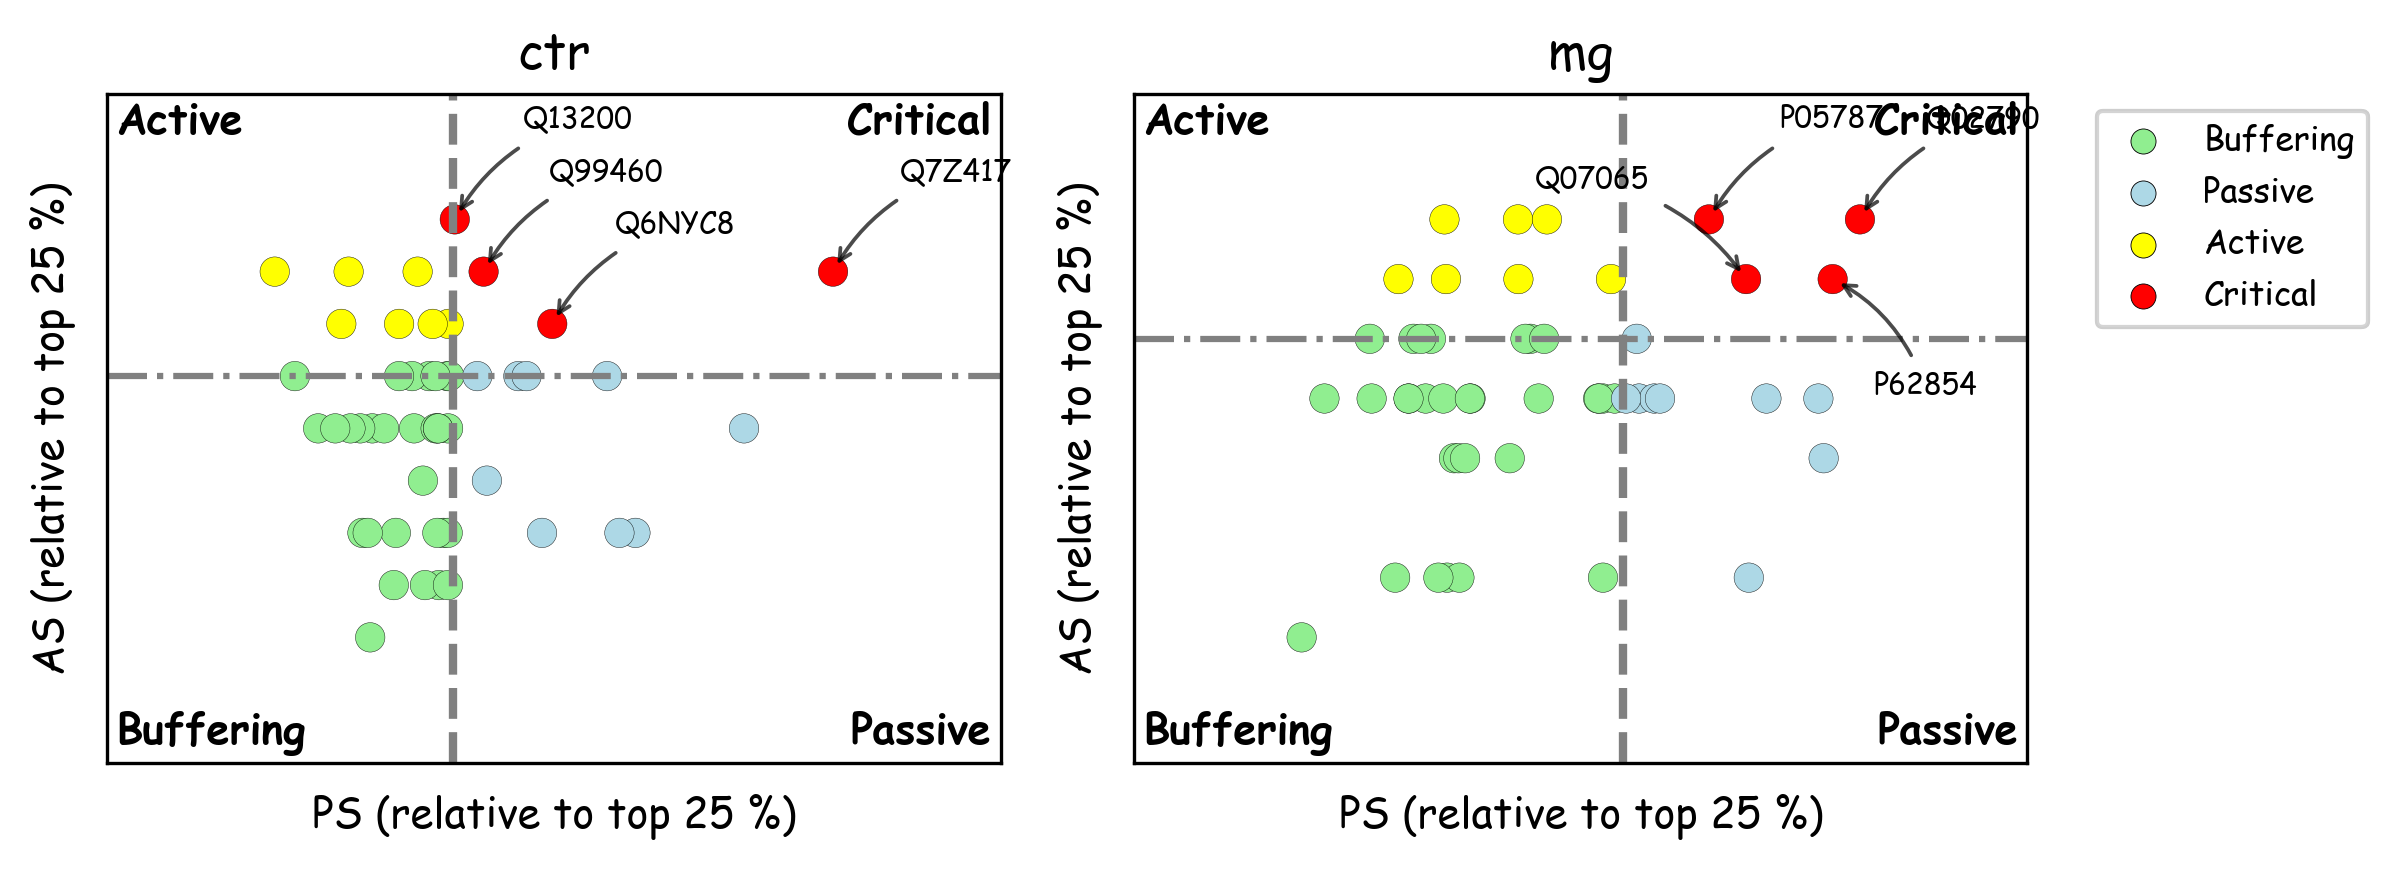 ctr
Active
Critical
Q13200
Q99460
Q7Z417
Q6NYC8
Buffering
Passive
AS (relative to top 25 %)
PS (relative to top 25 %)
mg
Active
Critical
P05787
Q02790
Q07065
P62854
Buffering
Passive
AS (relative to top 25 %)
PS (relative to top 25 %)
Buffering
Passive
Active
Critical